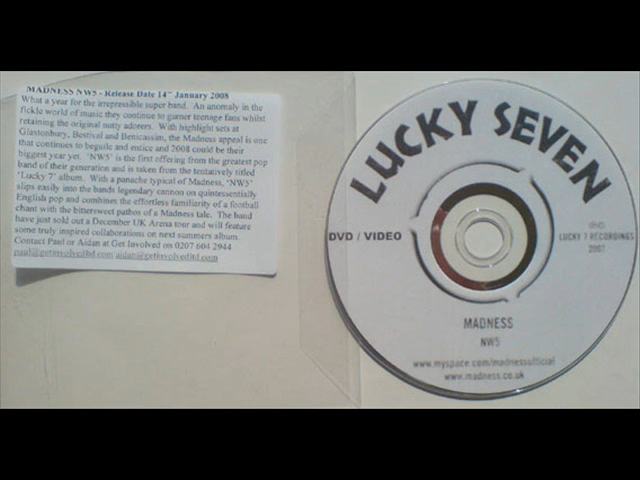 MADNESS NW5 - Release Date 14th January 2008
What a year for the irrepressible super band. An anomaly in the
fickle world of music they continue to garner teenage fans whilst
retaining the original nutty adorers. With highlight sets at
Glastonbury, Bestival and Benicassim, the Madness appeal is one
that continues to beguile and entice and 2008 could be their
biggest year yet. 'NW5' is the first offering from the greatest pop
band of their generation and is taken from the tentatively titled
'Lucky 7' album. With a panache typical of Madness, 'NW5'
slips easily into the bands legendary cannon on quintessentially
English pop and combines the effortless familiarity of a football
chant with the bittersweet pathos of a Madness tale. The band
have just sold out a December UK Arena tour and will feature
some truly inspired collaborations on next summers album.
Contact Paul or Aidan at Get Involved on 0207 604 2944
paul@getinvolvedltd.com aidan@getinvolvedltd.com
LUCKY SEVEN
DVD / VIDEO
LUCKY 7 RECORDINGS
2007
MADNESS
NW5
www.myspace.com/madnessofficial
www.madness.co.uk